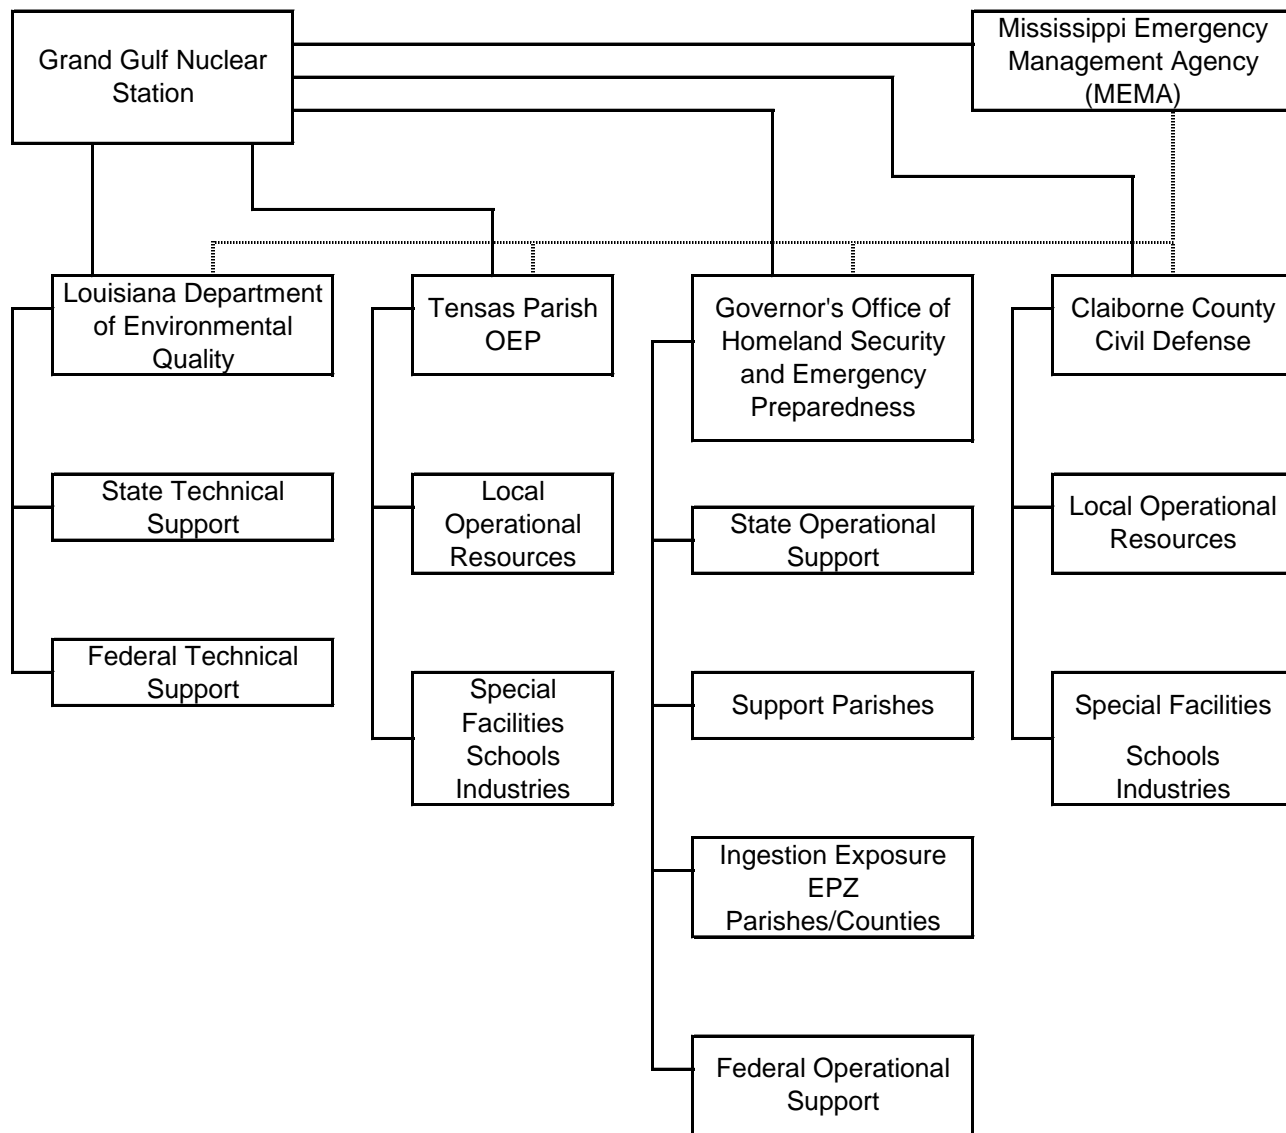 Grand Gulf Nuclear
Station
Mississippi Emergency
Management Agency
(MEMA)
Louisiana Department
of Environmental
Quality
Tensas Parish
OEP
Governor's Office of
Homeland Security
and Emergency
Preparedness
Claiborne County
Civil Defense
State Technical
Support
Local
Operational
Resources
State Operational
Support
Local Operational
Resources
Federal Technical
Support
Special
Facilities
Schools
Industries
Support Parishes
Special Facilities
Schools
Industries
Ingestion Exposure
EPZ
Parishes/Counties
Federal Operational
Support